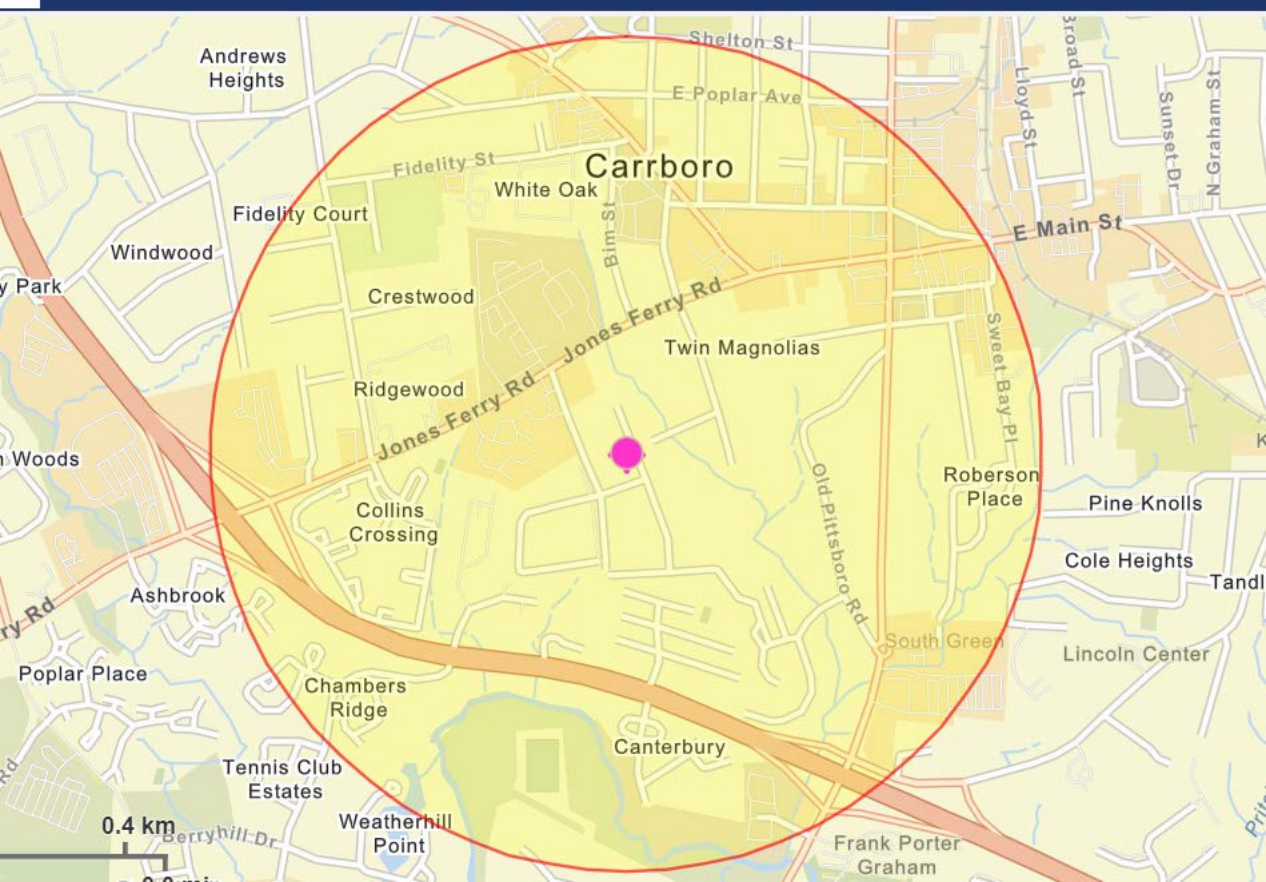 Shelton St
Andrews
Heights
Lloyd St
E Poplar Ave
Sunset Dr
N Graham St
Fidelity St
Carrboro
White Oak
Fidelity Court
Bim St
E Main St
Windwood
y Park
Crestwood
Jones Ferry Rd
Twin Magnolias
Sweet Bay Pl
Ridgewood
Jones Ferry Rd
Woods
Roberson
Place
Pine Knolls
Old Pittsboro Rd
Collins
Crossing
Cole Heights
Tandl
Ashbrook
ry Rd
South Green
Lincoln Center
Poplar Place
Chambers
Ridge
Canterbury
Tennis Club
Estates
Rd
Weatherhill
Point
0.4 km
Berryhill Dr
Frank Porter
Graham